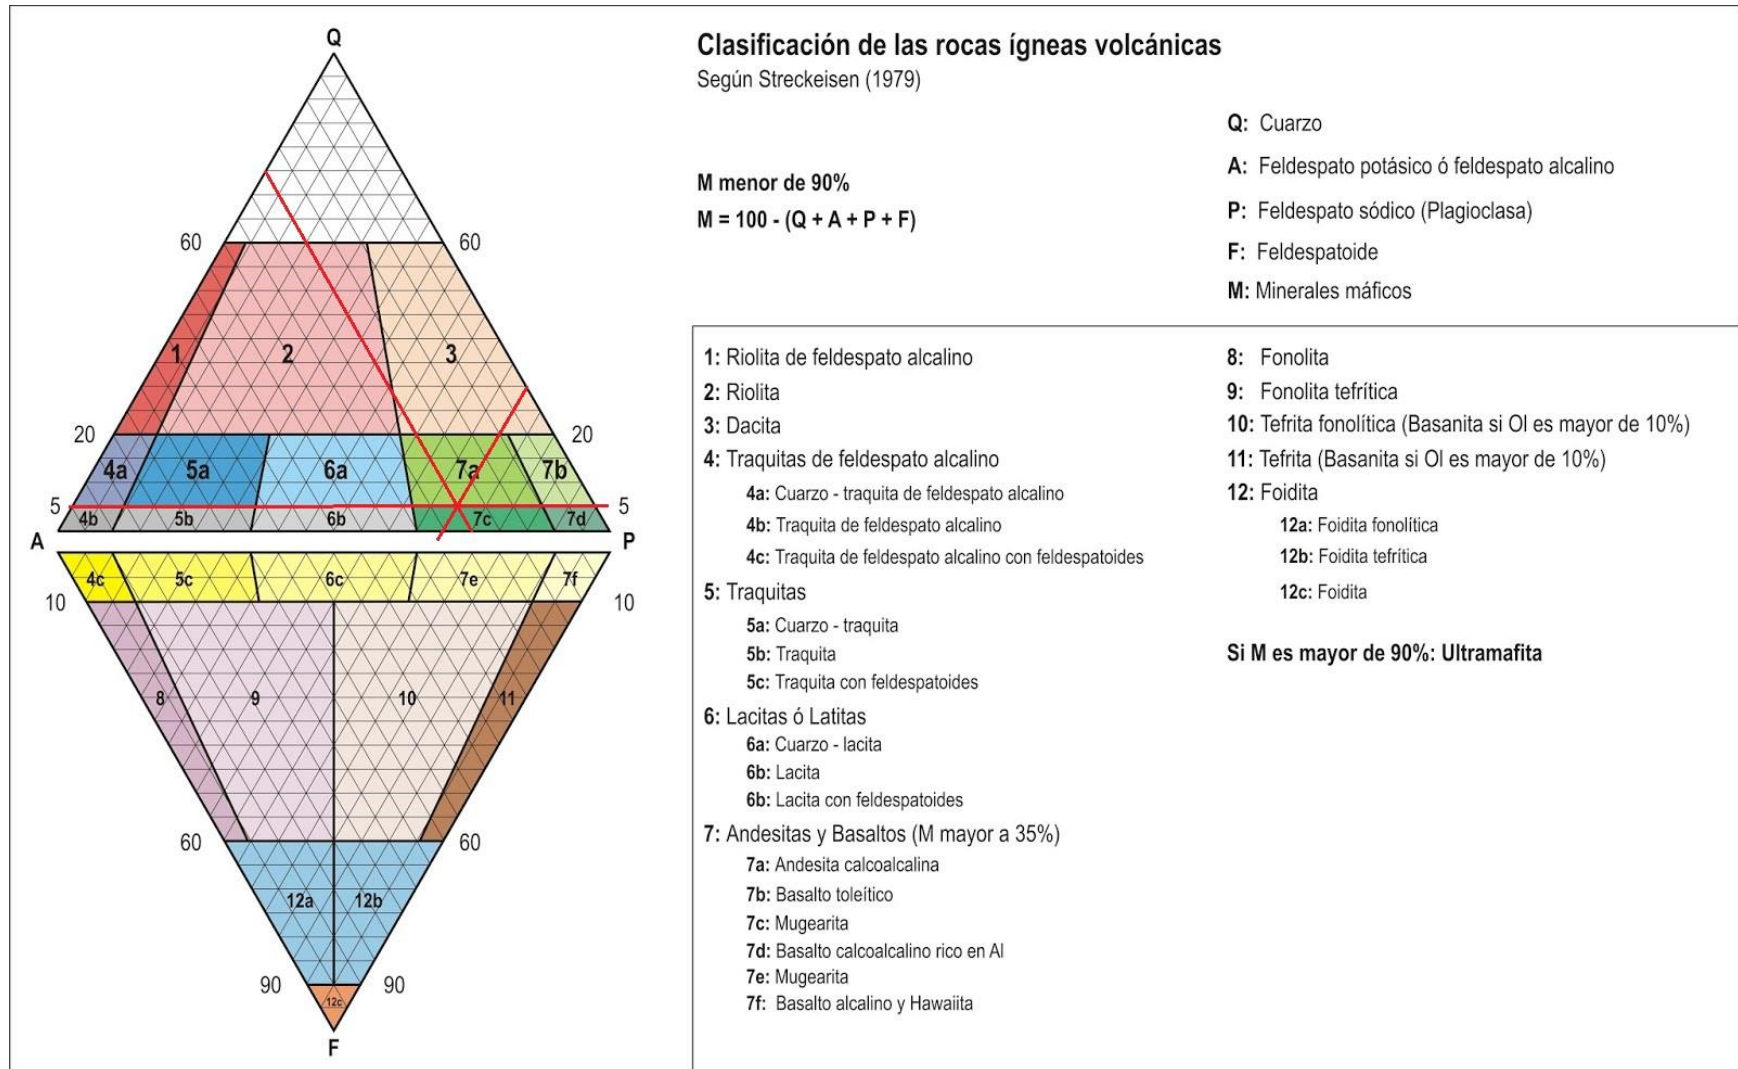 Q
60 60
1 2 3
20 20
4a 5a 6a 7a 7b
5 5
4b 5b 6b 7c 7d
A P
4c 5c 6c 7e 7f
10 10
8 9 10 11
60 60
12a 12b
90 90
12c
F
Clasificación de las rocas ígneas volcánicas
Según Streckeisen (1979)
M menor de 90%
M = 100 - (Q + A + P + F)
Q: Cuarzo
A: Feldespato potásico ó feldespato alcalino
P: Feldespato sódico (Plagioclasa)
F: Feldespatoide
M: Minerales máficos
1: Riolita de feldespato alcalino
2: Riolita
3: Dacita
4: Traquitas de feldespato alcalino
4a: Cuarzo - traquita de feldespato alcalino
4b: Traquita de feldespato alcalino
4c: Traquita de feldespato alcalino con feldespatoides
5: Traquitas
5a: Cuarzo - traquita
5b: Traquita
5c: Traquita con feldespatoides
6: Lacitas ó Latitas
6a: Cuarzo - lacita
6b: Lacita
6b: Lacita con feldespatoides
7: Andesitas y Basaltos (M mayor a 35%)
7a: Andesita calcoalcalina
7b: Basalto toleítico
7c: Mugearita
7d: Basalto calcoalcalino rico en Al
7e: Mugearita
7f: Basalto alcalino y Hawaiita
8: Fonolita
9: Fonolita tefrítica
10: Tefrita fonolítica (Basanita si Ol es mayor de 10%)
11: Tefrita (Basanita si Ol es mayor de 10%)
12: Foidita
12a: Foidita fonolítica
12b: Foidita tefrítica
12c: Foidita
Si M es mayor de 90%: Ultramafita